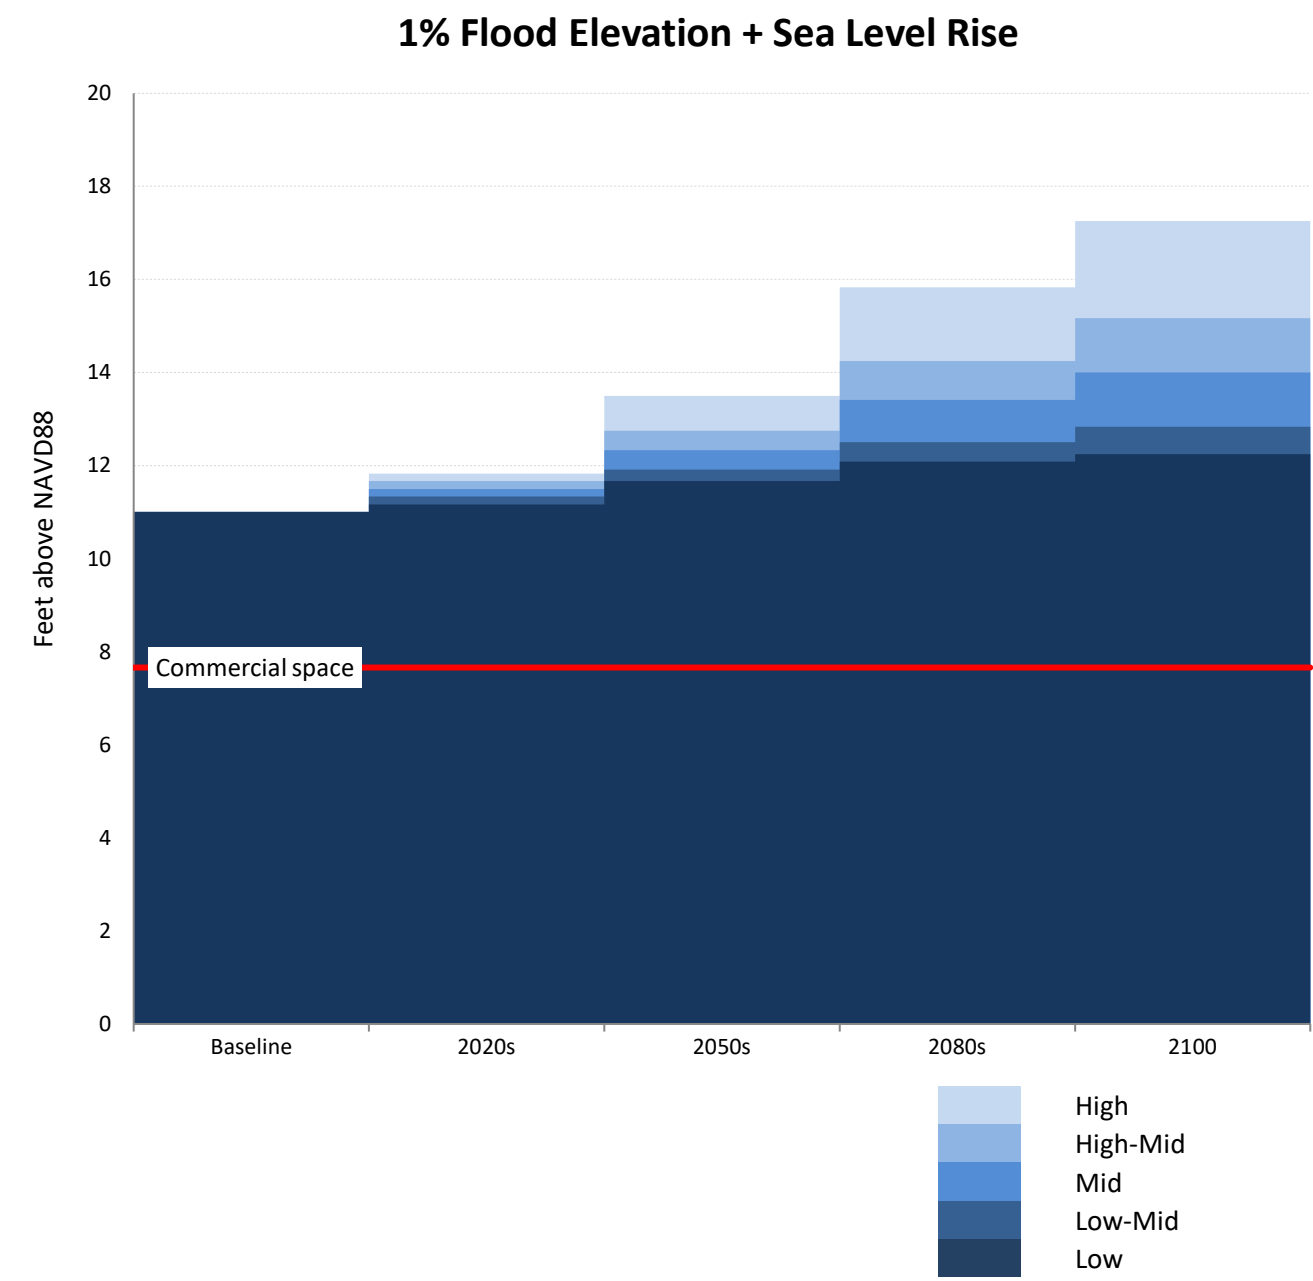 1% Flood Elevation + Sea Level Rise
20
18
16
14
12
10
8
6
4
2
0
Feet above NAVD88
Commercial space
Baseline 2020s 2050s 2080s 2100
High
High-Mid
Mid
Low-Mid
Low